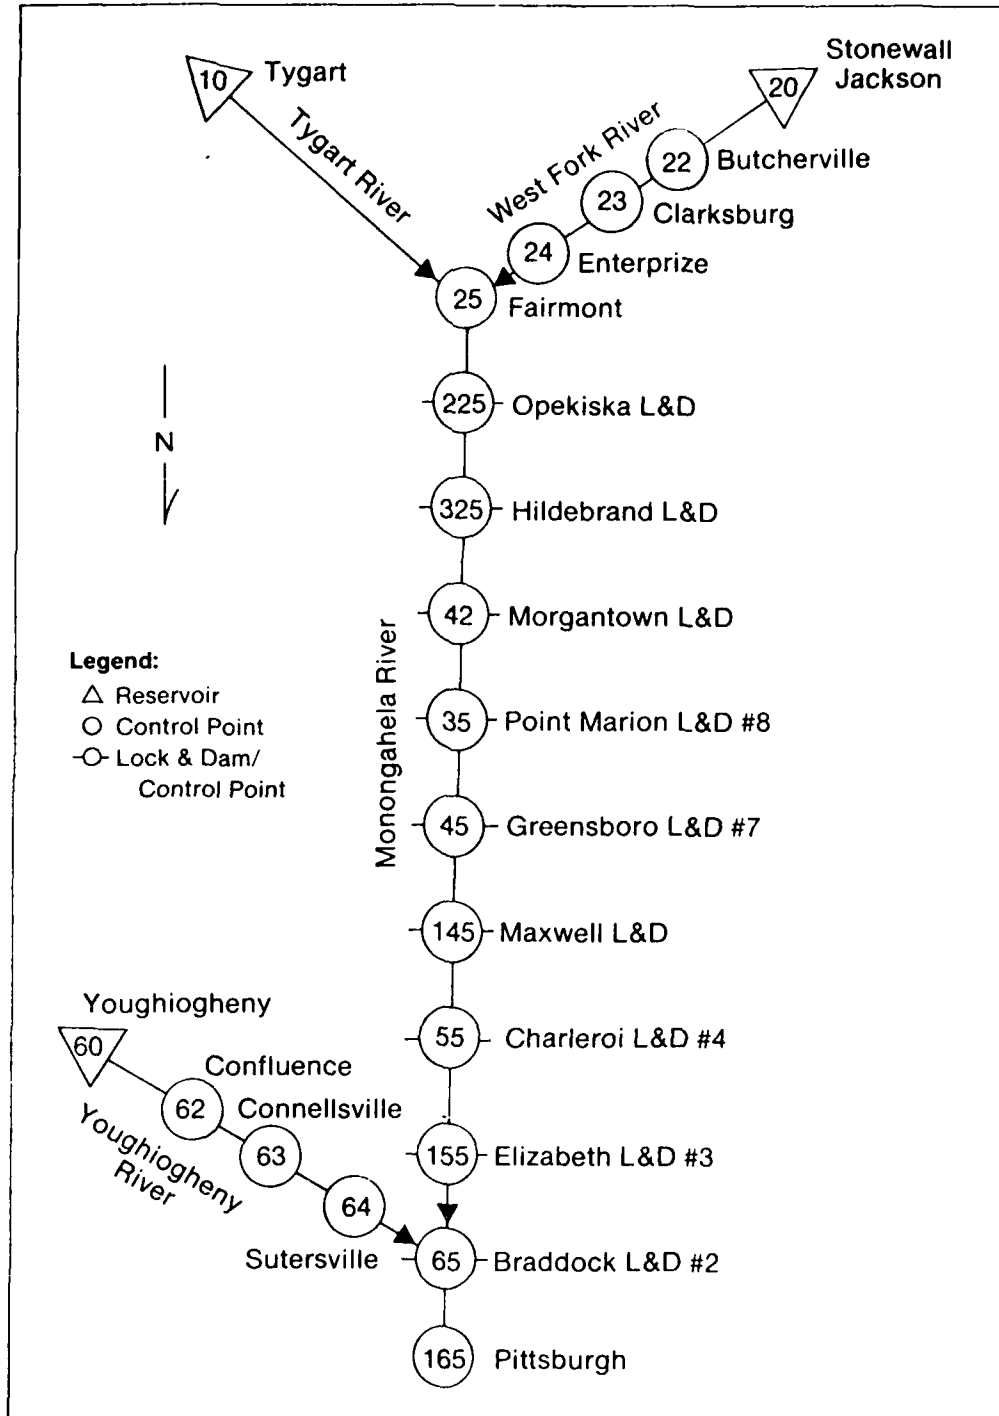 10 Tygart
Tygart River
Stonewall
Jackson
20
West Fork River
22 Butcherville
23 Clarksburg
24 Enterprize
25 Fairmont
225 Opekiska L&D
N
325 Hildebrand L&D
42 Morgantown L&D
Monongahela River
Legend:
Reservoir
Control Point
Lock & Dam/
Control Point
35 Point Marion L&D #8
45 Greensboro L&D #7
145 Maxwell L&D
Youghiogheny
60
55 Charleroi L&D #4
Confluence
62
Connellsville
63
Youghiogheny
River
155 Elizabeth L&D #3
64
Sutersville
65 Braddock L&D #2
165 Pittsburgh